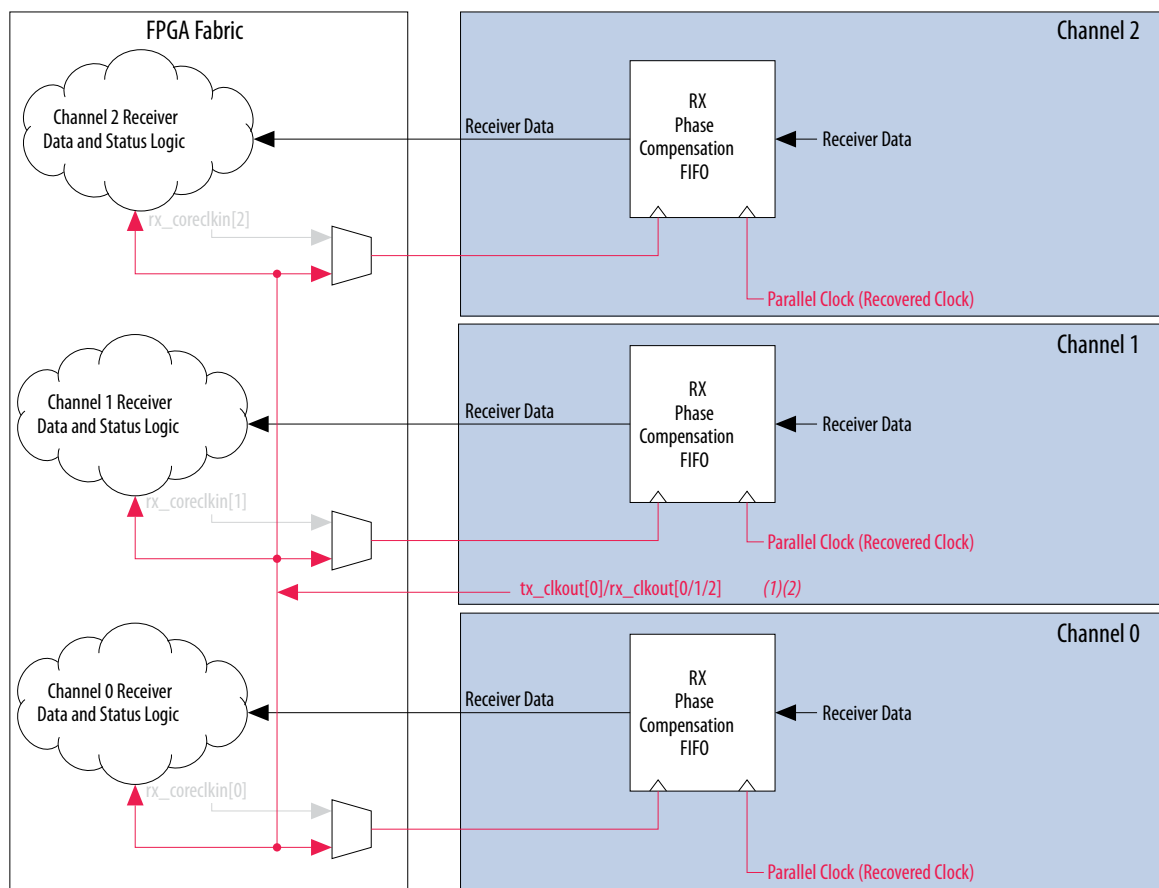 FPGA Fabric
Channel 2
Channel 2 Receiver
Data and Status Logic
Receiver Data
RX
Phase
Compensation
FIFO
Receiver Data
rx_coreclkin[2]
Parallel Clock (Recovered Clock)
Channel 1
Channel 1 Receiver
Data and Status Logic
Receiver Data
RX
Phase
Compensation
FIFO
Receiver Data
rx_coreclkin[1]
Parallel Clock (Recovered Clock)
tx_clkout[0]/rx_clkout[0/1/2] (1)(2)
Channel 0
Channel 0 Receiver
Data and Status Logic
Receiver Data
RX
Phase
Compensation
FIFO
Receiver Data
rx_coreclkin[0]
Parallel Clock (Recovered Clock)